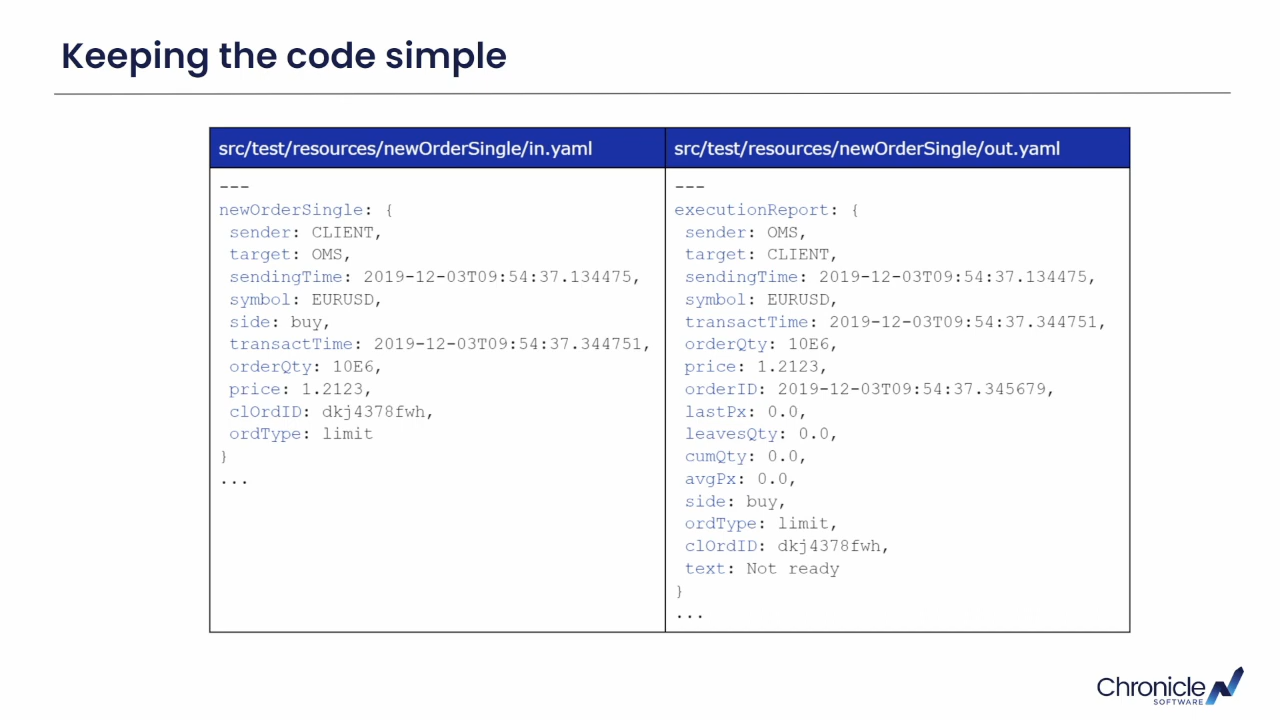 Keeping the code simple
src/test/resources/newOrderSingle/in.yaml
---
newOrderSingle: {
sender: CLIENT,
target: OMS,
sendingTime: 2019-12-03T09:54:37.134475,
symbol: EURUSD,
side: buy,
transactTime: 2019-12-03T09:54:37.344751,
orderQty: 10E6,
price: 1.2123,
clOrdID: dkj4378fwh,
ordType: limit
}
...
src/test/resources/newOrderSingle/out.yaml
---
executionReport: {
sender: OMS,
target: CLIENT,
sendingTime: 2019-12-03T09:54:37.134475,
symbol: EURUSD,
transactTime: 2019-12-03T09:54:37.344751,
orderQty: 10E6,
price: 1.2123,
orderID: 2019-12-03T09:54:37.345679,
lastPx: 0.0,
leavesQty: 0.0,
cumQty: 0.0,
avgPx: 0.0,
side: buy,
ordType: limit,
clOrdID: dkj4378fwh,
text: Not ready
}
...
Chronicle
SOFTWARE